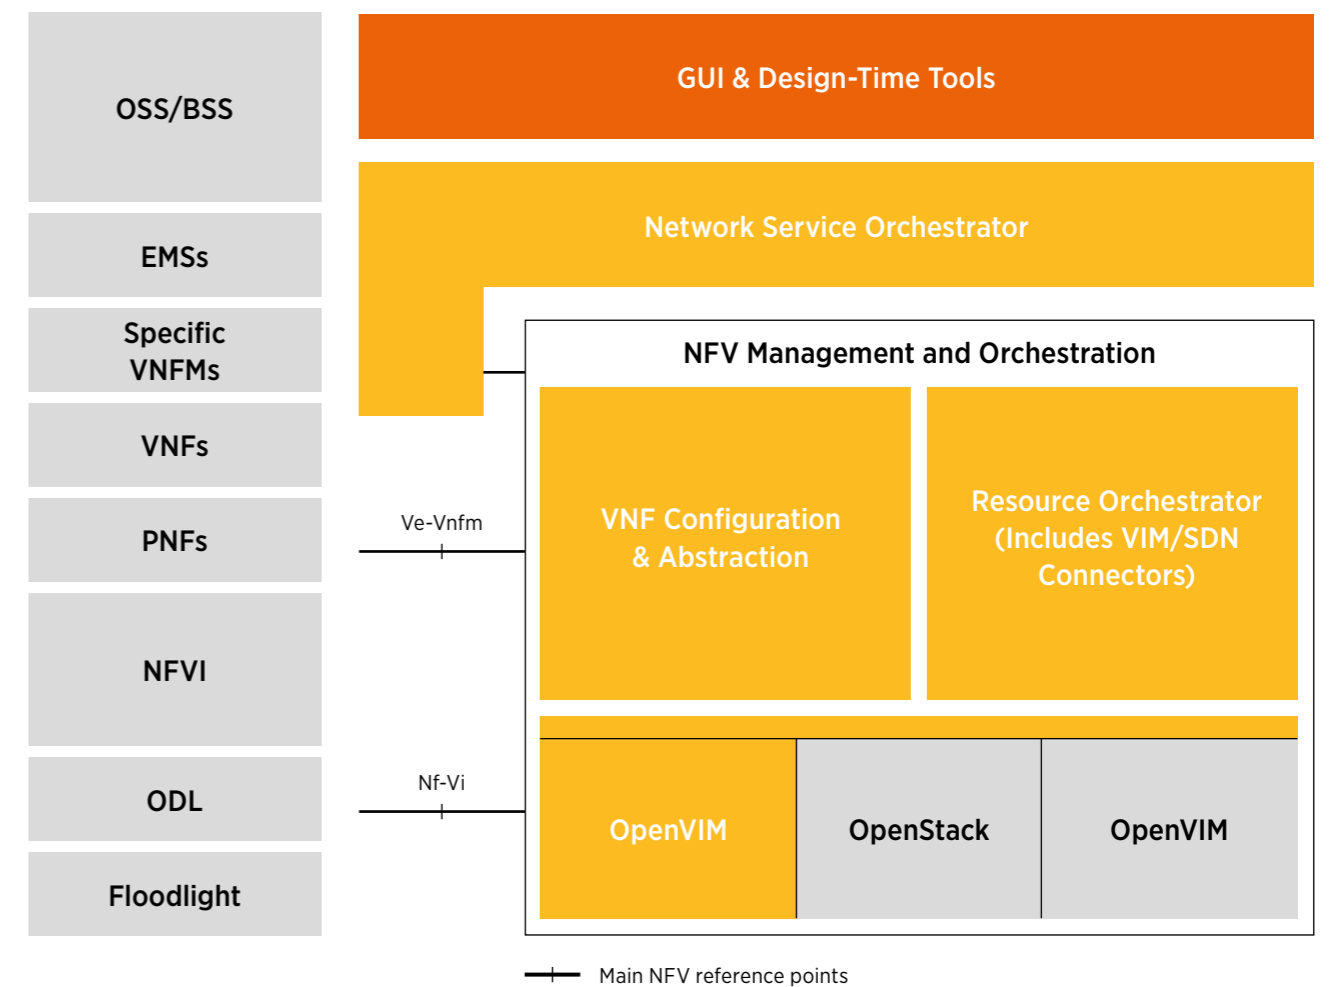 OSS/BSS
EMSs
Specific
VNFMs
VNFs
PNFs
NFVI
ODL
Floodlight
GUI & Design-Time Tools
Network Service Orchestrator
NFV Management and Orchestration
Ve-Vnfm
VNF Configuration
& Abstraction
Resource Orchestrator
(Includes VIM/SDN
Connectors)
Nf-Vi
OpenVIM
OpenStack
OpenVIM
Main NFV reference points